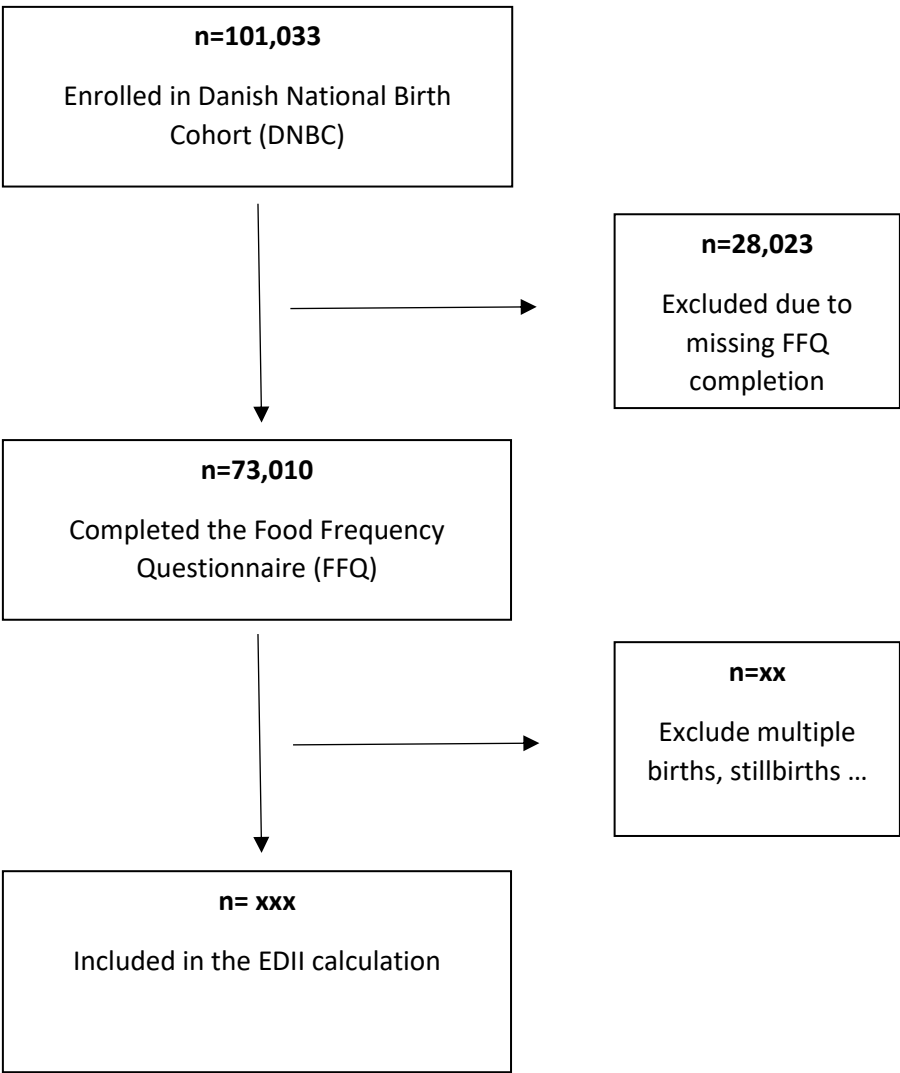 n=101,033
Enrolled in Danish National Birth
Cohort (DNBC)
n=28,023
Excluded due to
missing FFQ
completion
n=73,010
Completed the Food Frequency
Questionnaire (FFQ)
n=xx
Exclude multiple
births, stillbirths …
n= xxx
Included in the EDII calculation